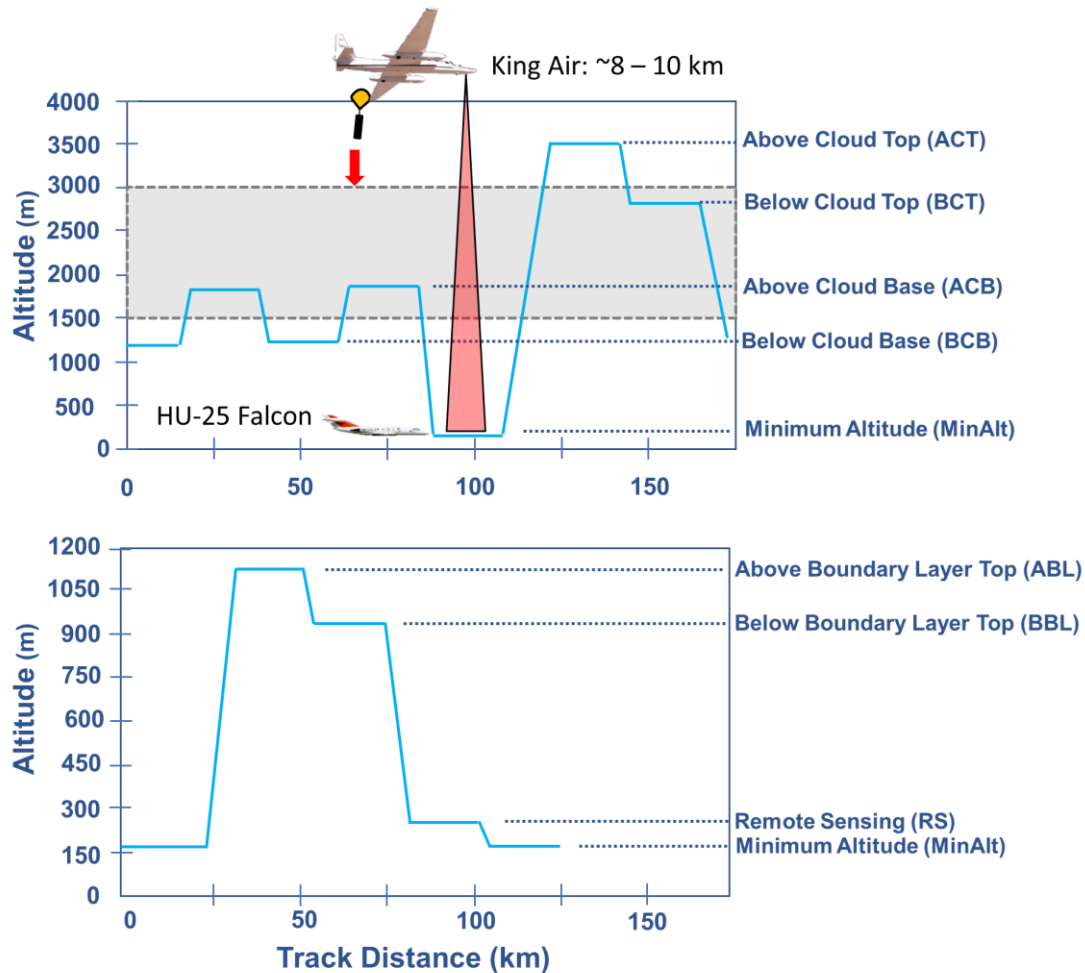 King Air: ~8 – 10 km
4000
3500
3000
2500
2000
1500
1000
500
0
Altitude (m)
Above Cloud Top (ACT)
Below Cloud Top (BCT)
Above Cloud Base (ACB)
Below Cloud Base (BCB)
HU-25 Falcon
Minimum Altitude (MinAlt)
0
50
100
150
1200
1050
900
750
600
450
300
150
0
Altitude (m)
Above Boundary Layer Top (ABL)
Below Boundary Layer Top (BBL)
Remote Sensing (RS)
Minimum Altitude (MinAlt)
0
50
100
150
Track Distance (km)